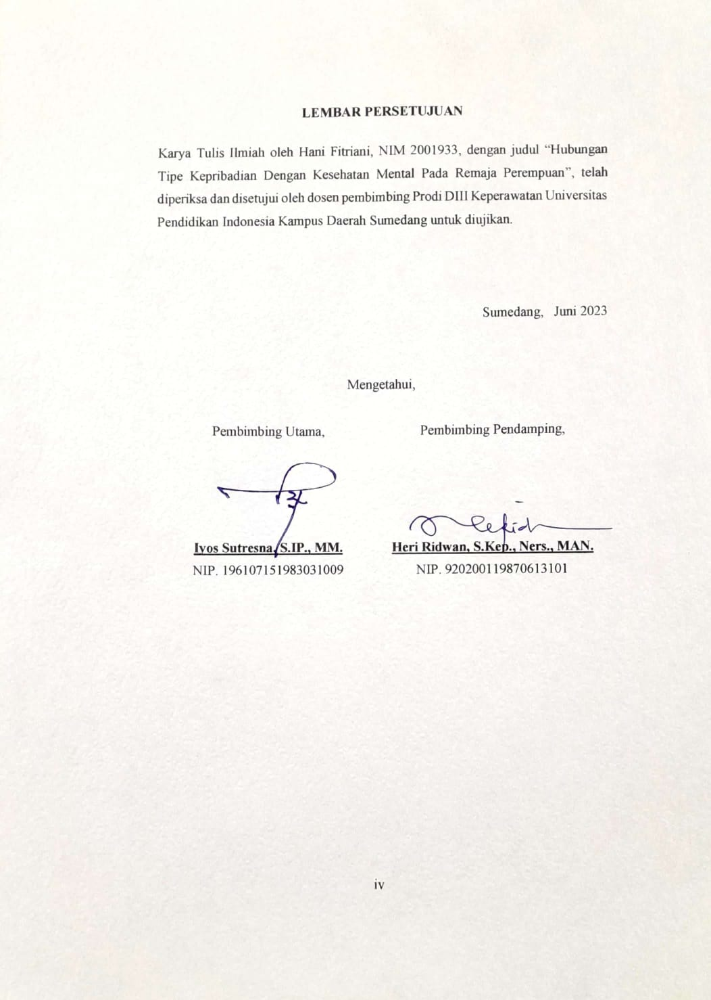 LEMBAR PERSETUJUAN
Karya Tulis Ilmiah oleh Hani Fitriani, NIM 2001933, dengan judul “Hubungan
Tipe Kepribadian Dengan Kesehatan Mental Pada Remaja Perempuan”, telah
diperiksa dan disetujui oleh dosen pembimbing Prodi DIII Keperawatan Universitas
Pendidikan Indonesia Kampus Daerah Sumedang untuk diujikan.
Sumedang, Juni 2023
Mengetahui,
Pembimbing Utama, Pembimbing Pendamping,
Iyos Sutresna, S.IP., MM. Heri Ridwan, S.Kep., Ners., MAN.
NIP. 196107151983031009 NIP. 920200119870613101
iv